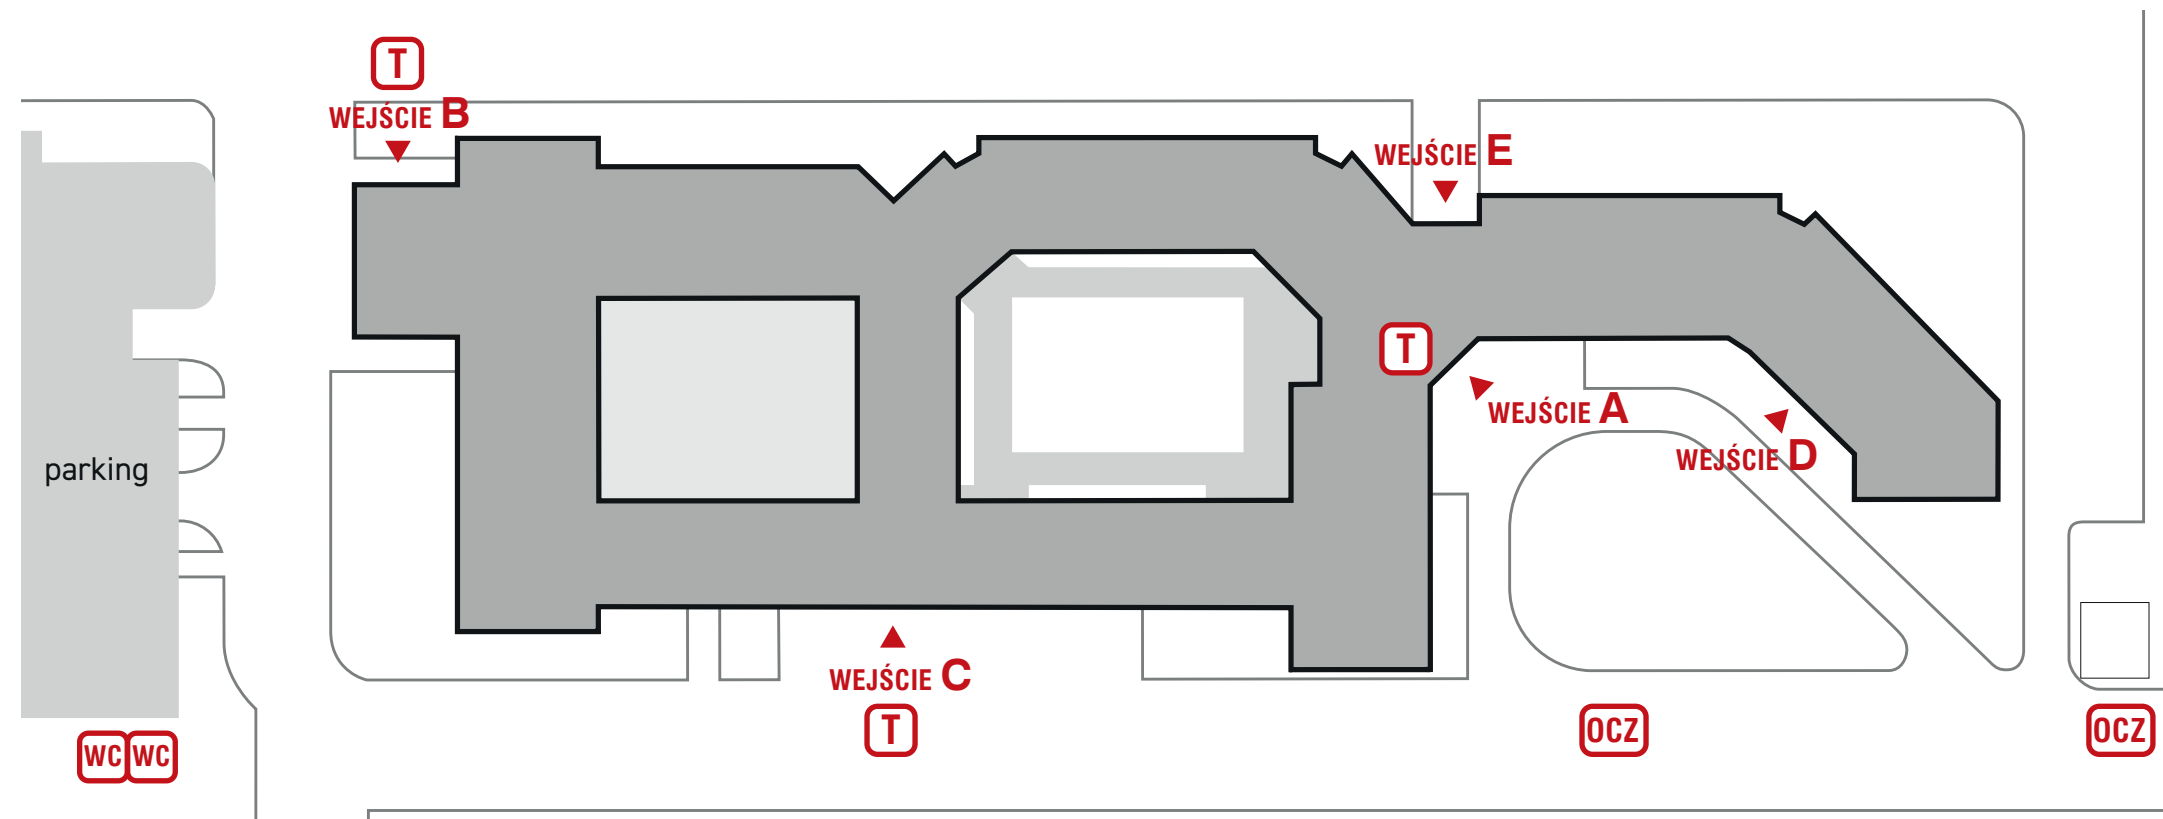 T
WEJŚCIE B
WEJŚCIE E
T
WEJŚCIE A
WEJŚCIE D
parking
WEJŚCIE C
T
WC WC
OCZ
OCZ